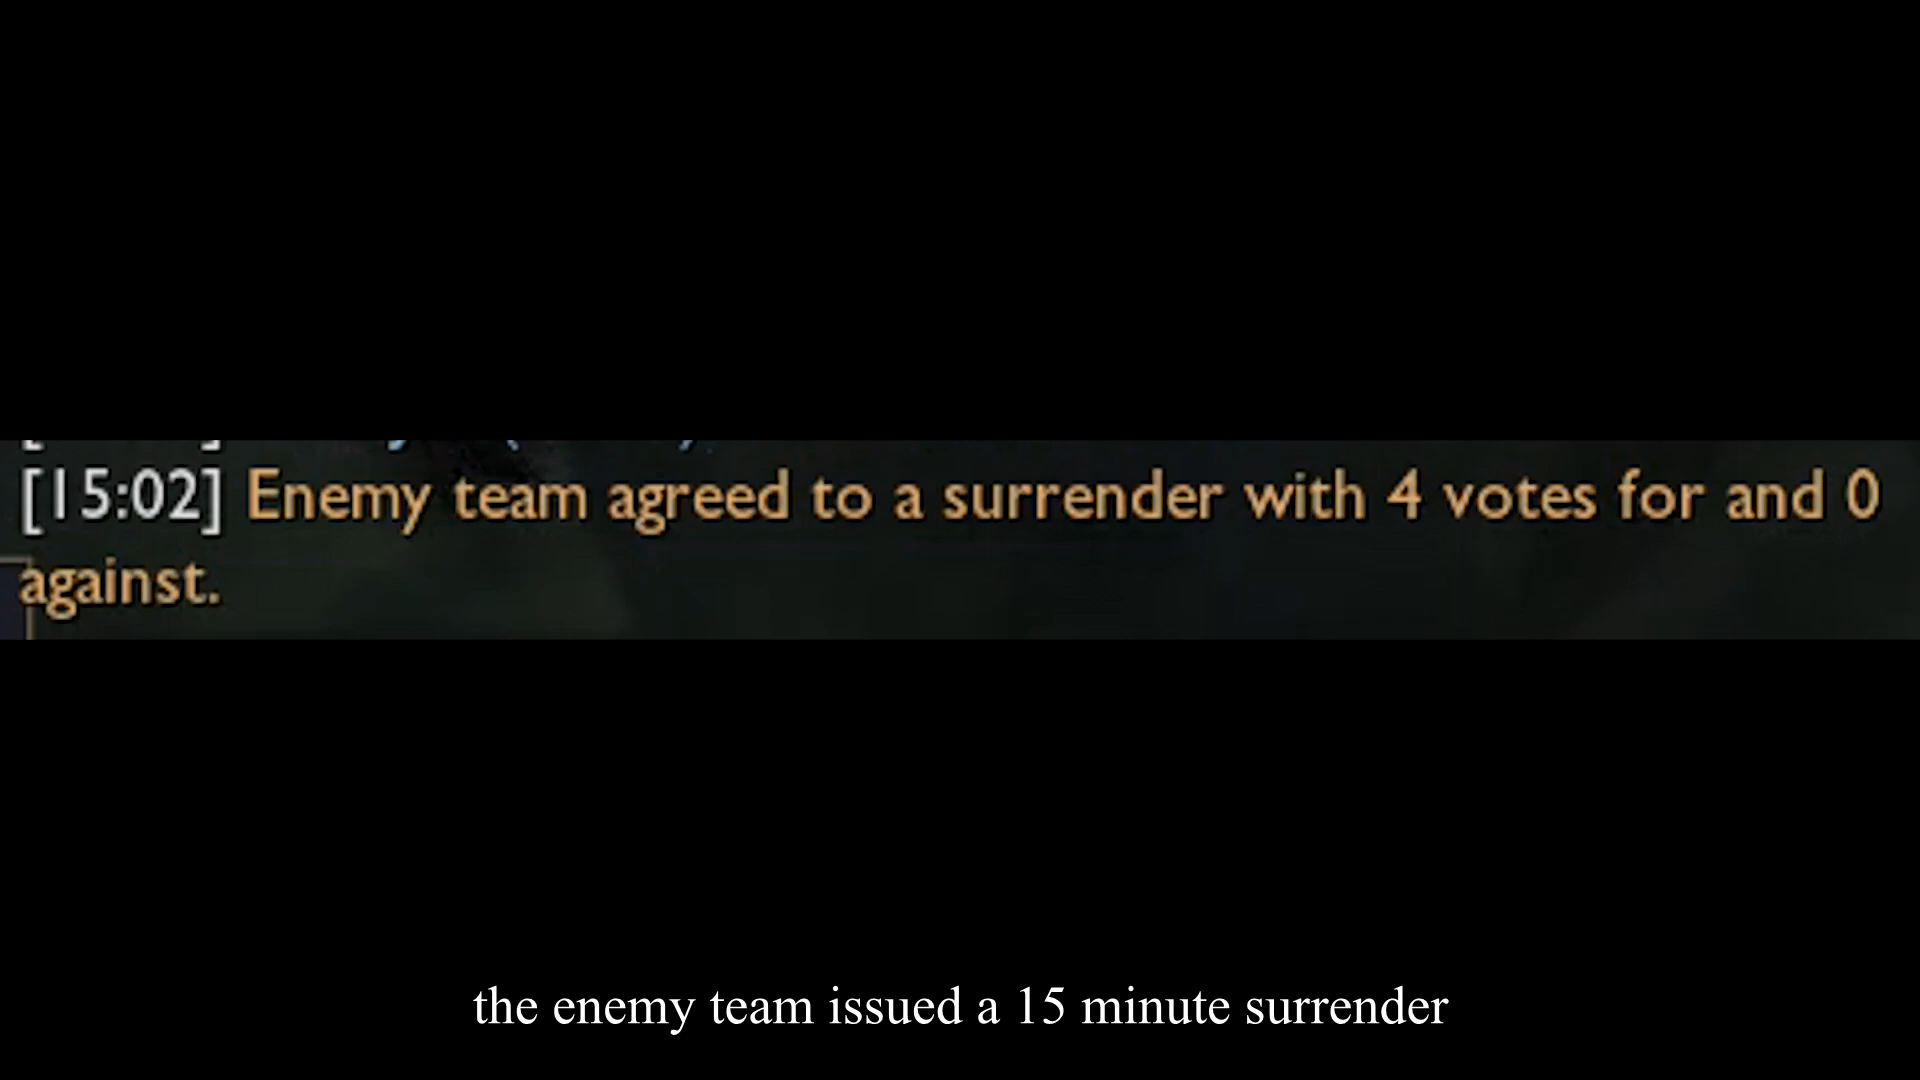 [15:02] Enemy team agreed to a surrender with 4 votes for and 0
against.
the enemy team issued a 15 minute surrender